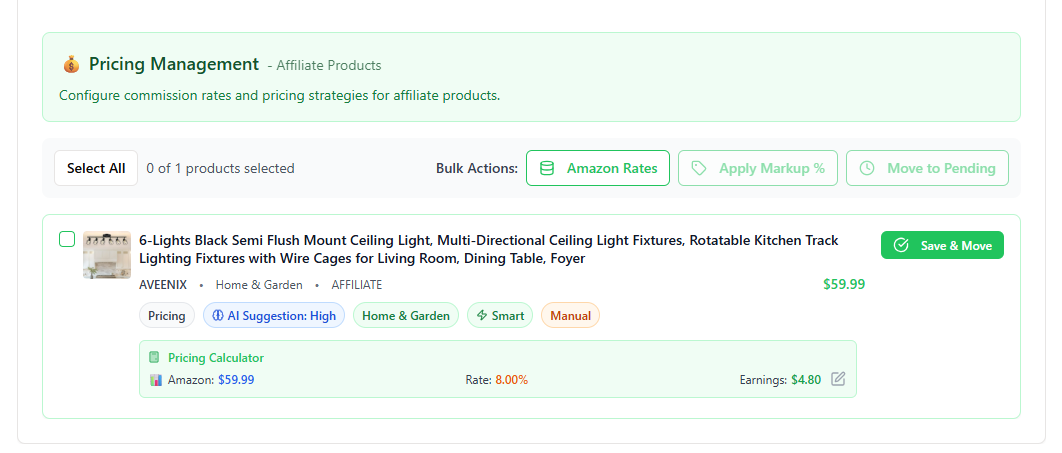 Pricing Management - Affiliate Products
Configure commission rates and pricing strategies for affiliate products.
Select All 0 of 1 products selected Bulk Actions: Amazon Rates Apply Markup % Move to Pending
6-Lights Black Semi Flush Mount Ceiling Light, Multi-Directional Ceiling Light Fixtures, Rotatable Kitchen Track
Lighting Fixtures with Wire Cages for Living Room, Dining Table, Foyer
Save & Move
AVEENIX • Home & Garden • AFFILIATE $59.99
Pricing AI Suggestion: High Home & Garden Smart Manual
Pricing Calculator
Amazon: $59.99 Rate: 8.00% Earnings: $4.80